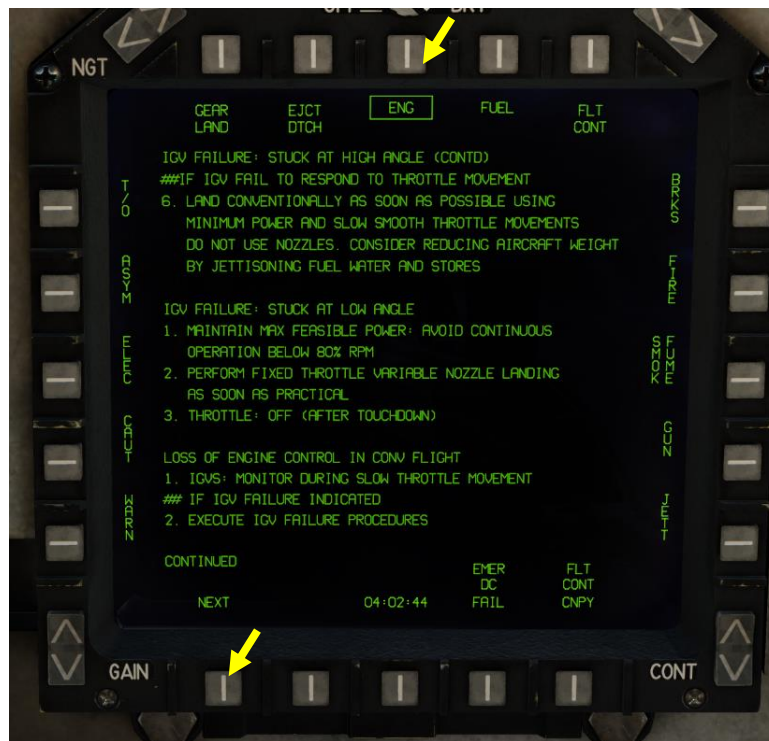 OFF
BRT
NGT
GEAR LAND
EJCT DTCH
ENG
FUEL
FLT CONT
IGV FAILURE: STUCK AT HIGH ANGLE (CONTD)
##IF IGV FAIL TO RESPOND TO THROTTLE MOVEMENT
6. LAND CONVENTIONALLY AS SOON AS POSSIBLE USING
MINIMUM POWER AND SLOW SMOOTH THROTTLE MOVEMENTS
DO NOT USE NOZZLES. CONSIDER REDUCING AIRCRAFT WEIGHT
BY JETTISONING FUEL WATER AND STORES
IGV FAILURE: STUCK AT LOW ANGLE
1. MAINTAIN MAX FEASIBLE POWER: AVOID CONTINUOUS
OPERATION BELOW 80% RPM
2. PERFORM FIXED THROTTLE VARIABLE NOZZLE LANDING
AS SOON AS PRACTICAL
3. THROTTLE: OFF (AFTER TOUCHDOWN)
LOSS OF ENGINE CONTROL IN CONV FLIGHT
1. IGVS: MONITOR DURING SLOW THROTTLE MOVEMENT
## IF IGV FAILURE INDICATED
2. EXECUTE IGV FAILURE PROCEDURES
CONTINUED
T/O
ASYM
ELEC
CAUT
WARN
BRKS
FIRE
SMOK FUME
GUN
JETT
NEXT
04:02:44
EMER DC FAIL
FLT CONT CNPY
GAIN
CONT